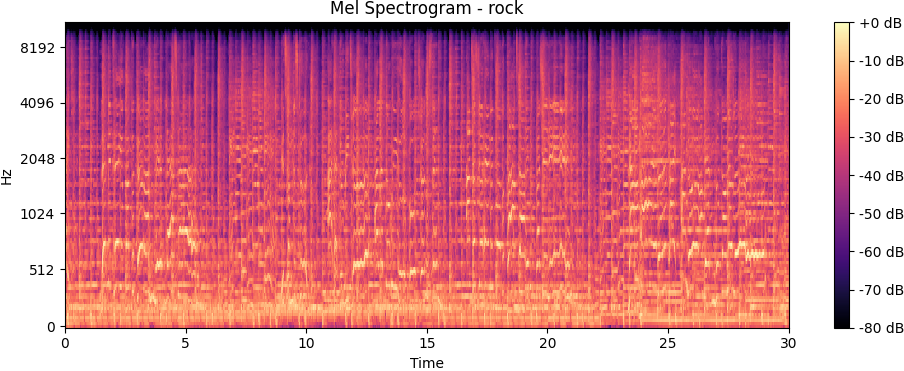 Mel Spectrogram - rock
Hz
8192
4096
2048
1024
512
0
0 5 10 15 20 25 30
Time
+0 dB
-10 dB
-20 dB
-30 dB
-40 dB
-50 dB
-60 dB
-70 dB
-80 dB